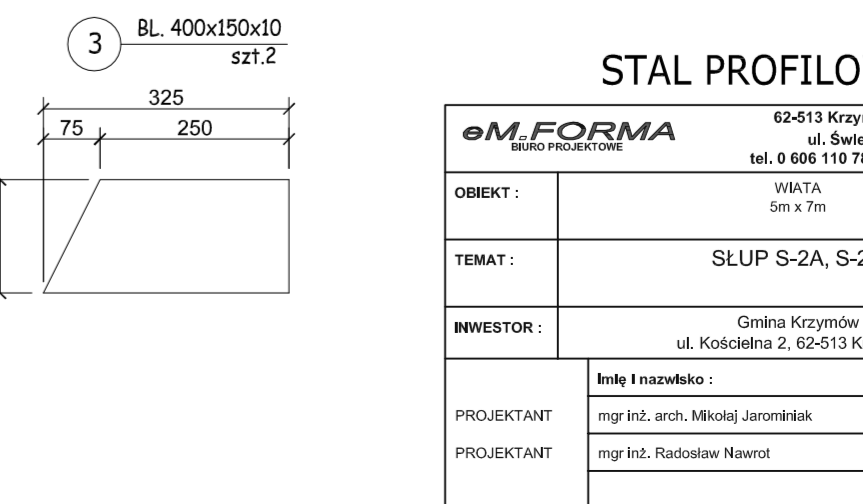 3
BL. 400x150x10
szt.2
325
75
250
STAL PROFILO
eM.FORMA
BIURO PROJEKTOWE
62-513 Krzy
ul. Świe
tel. 0 606 110 78
OBIEKT :
WIATA
5m x 7m
TEMAT :
SŁUP S-2A, S-2
INWESTOR :
Gmina Krzymów
ul. Kościelna 2, 62-513 K
Imię i nazwisko :
PROJEKTANT
mgr inż. arch. Mikołaj Jarominiak
PROJEKTANT
mgr inż. Radosław Nawrot